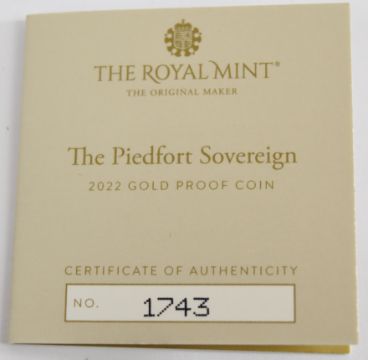 THE ROYAL MINT®
THE ORIGINAL MAKER
The Piedfort Sovereign
2022 GOLD PROOF COIN
CERTIFICATE OF AUTHENTICITY
NO. 1743